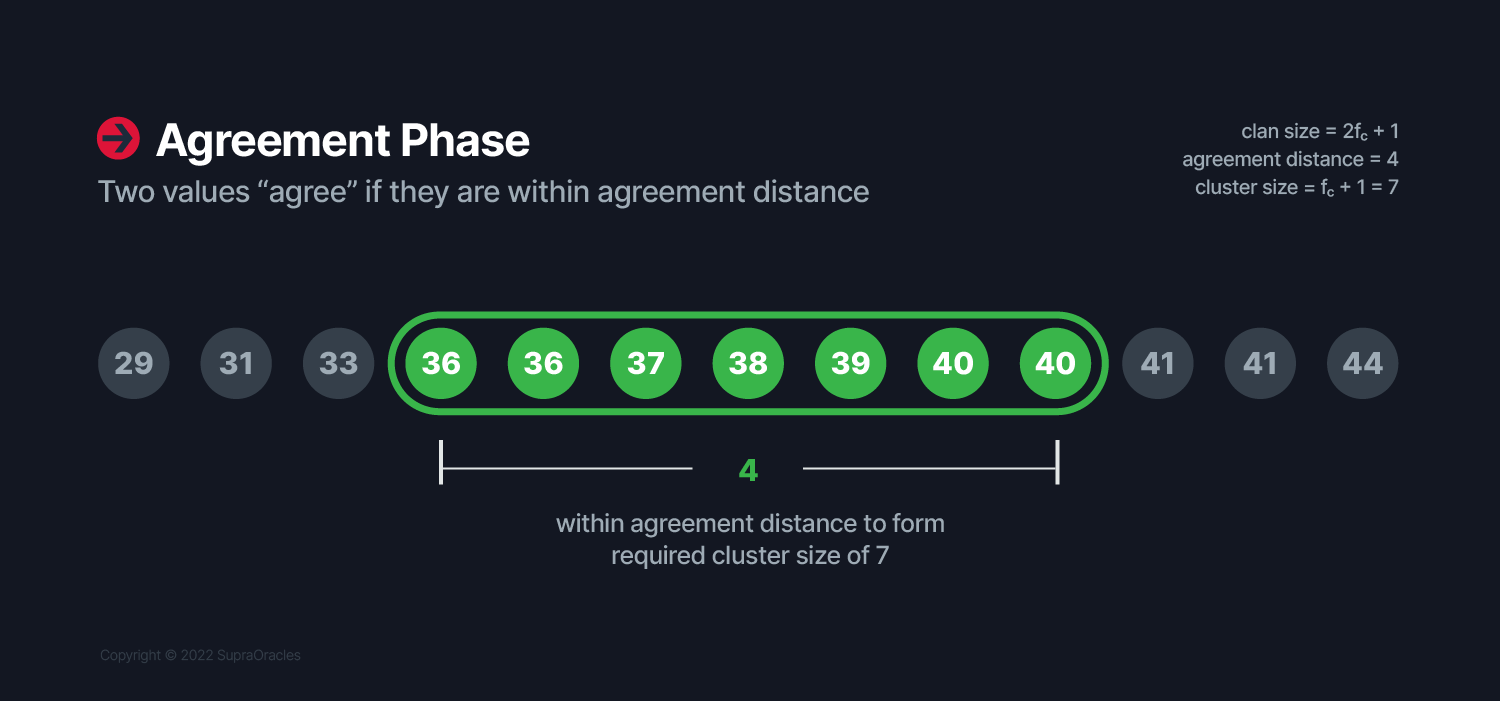 Agreement Phase
Two values “agree” if they are within agreement distance
clan size = 2fc + 1
agreement distance = 4
cluster size = fc + 1 = 7
29 31 33 36 36 37 38 39 40 40 41 41 44
4
within agreement distance to form
required cluster size of 7
Copyright © 2022 SupraOracles